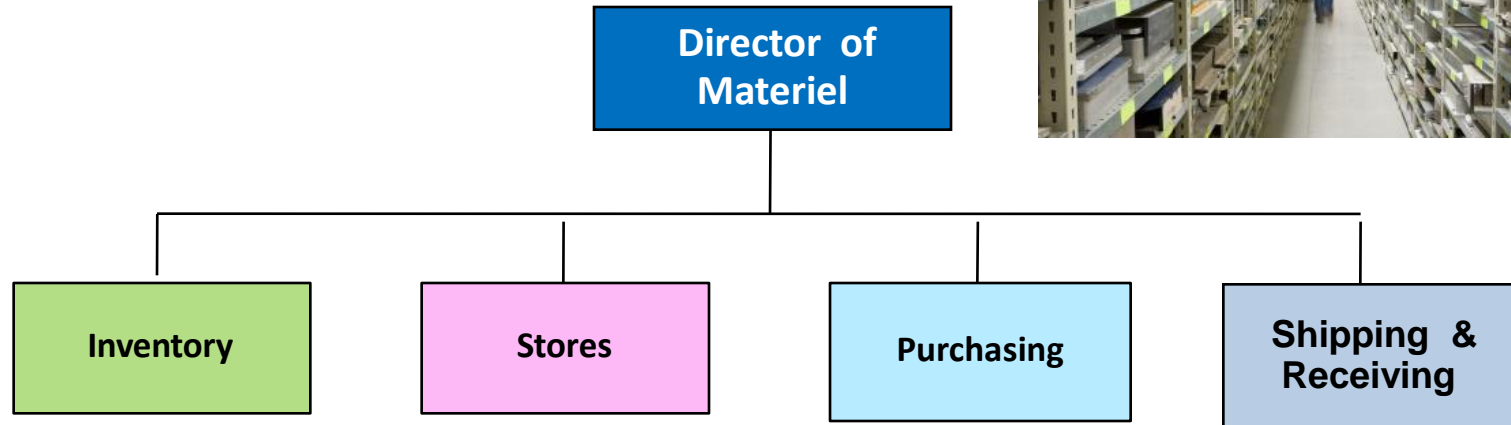 Director of
Materiel
Inventory
Stores
Purchasing
Shipping &
Receiving